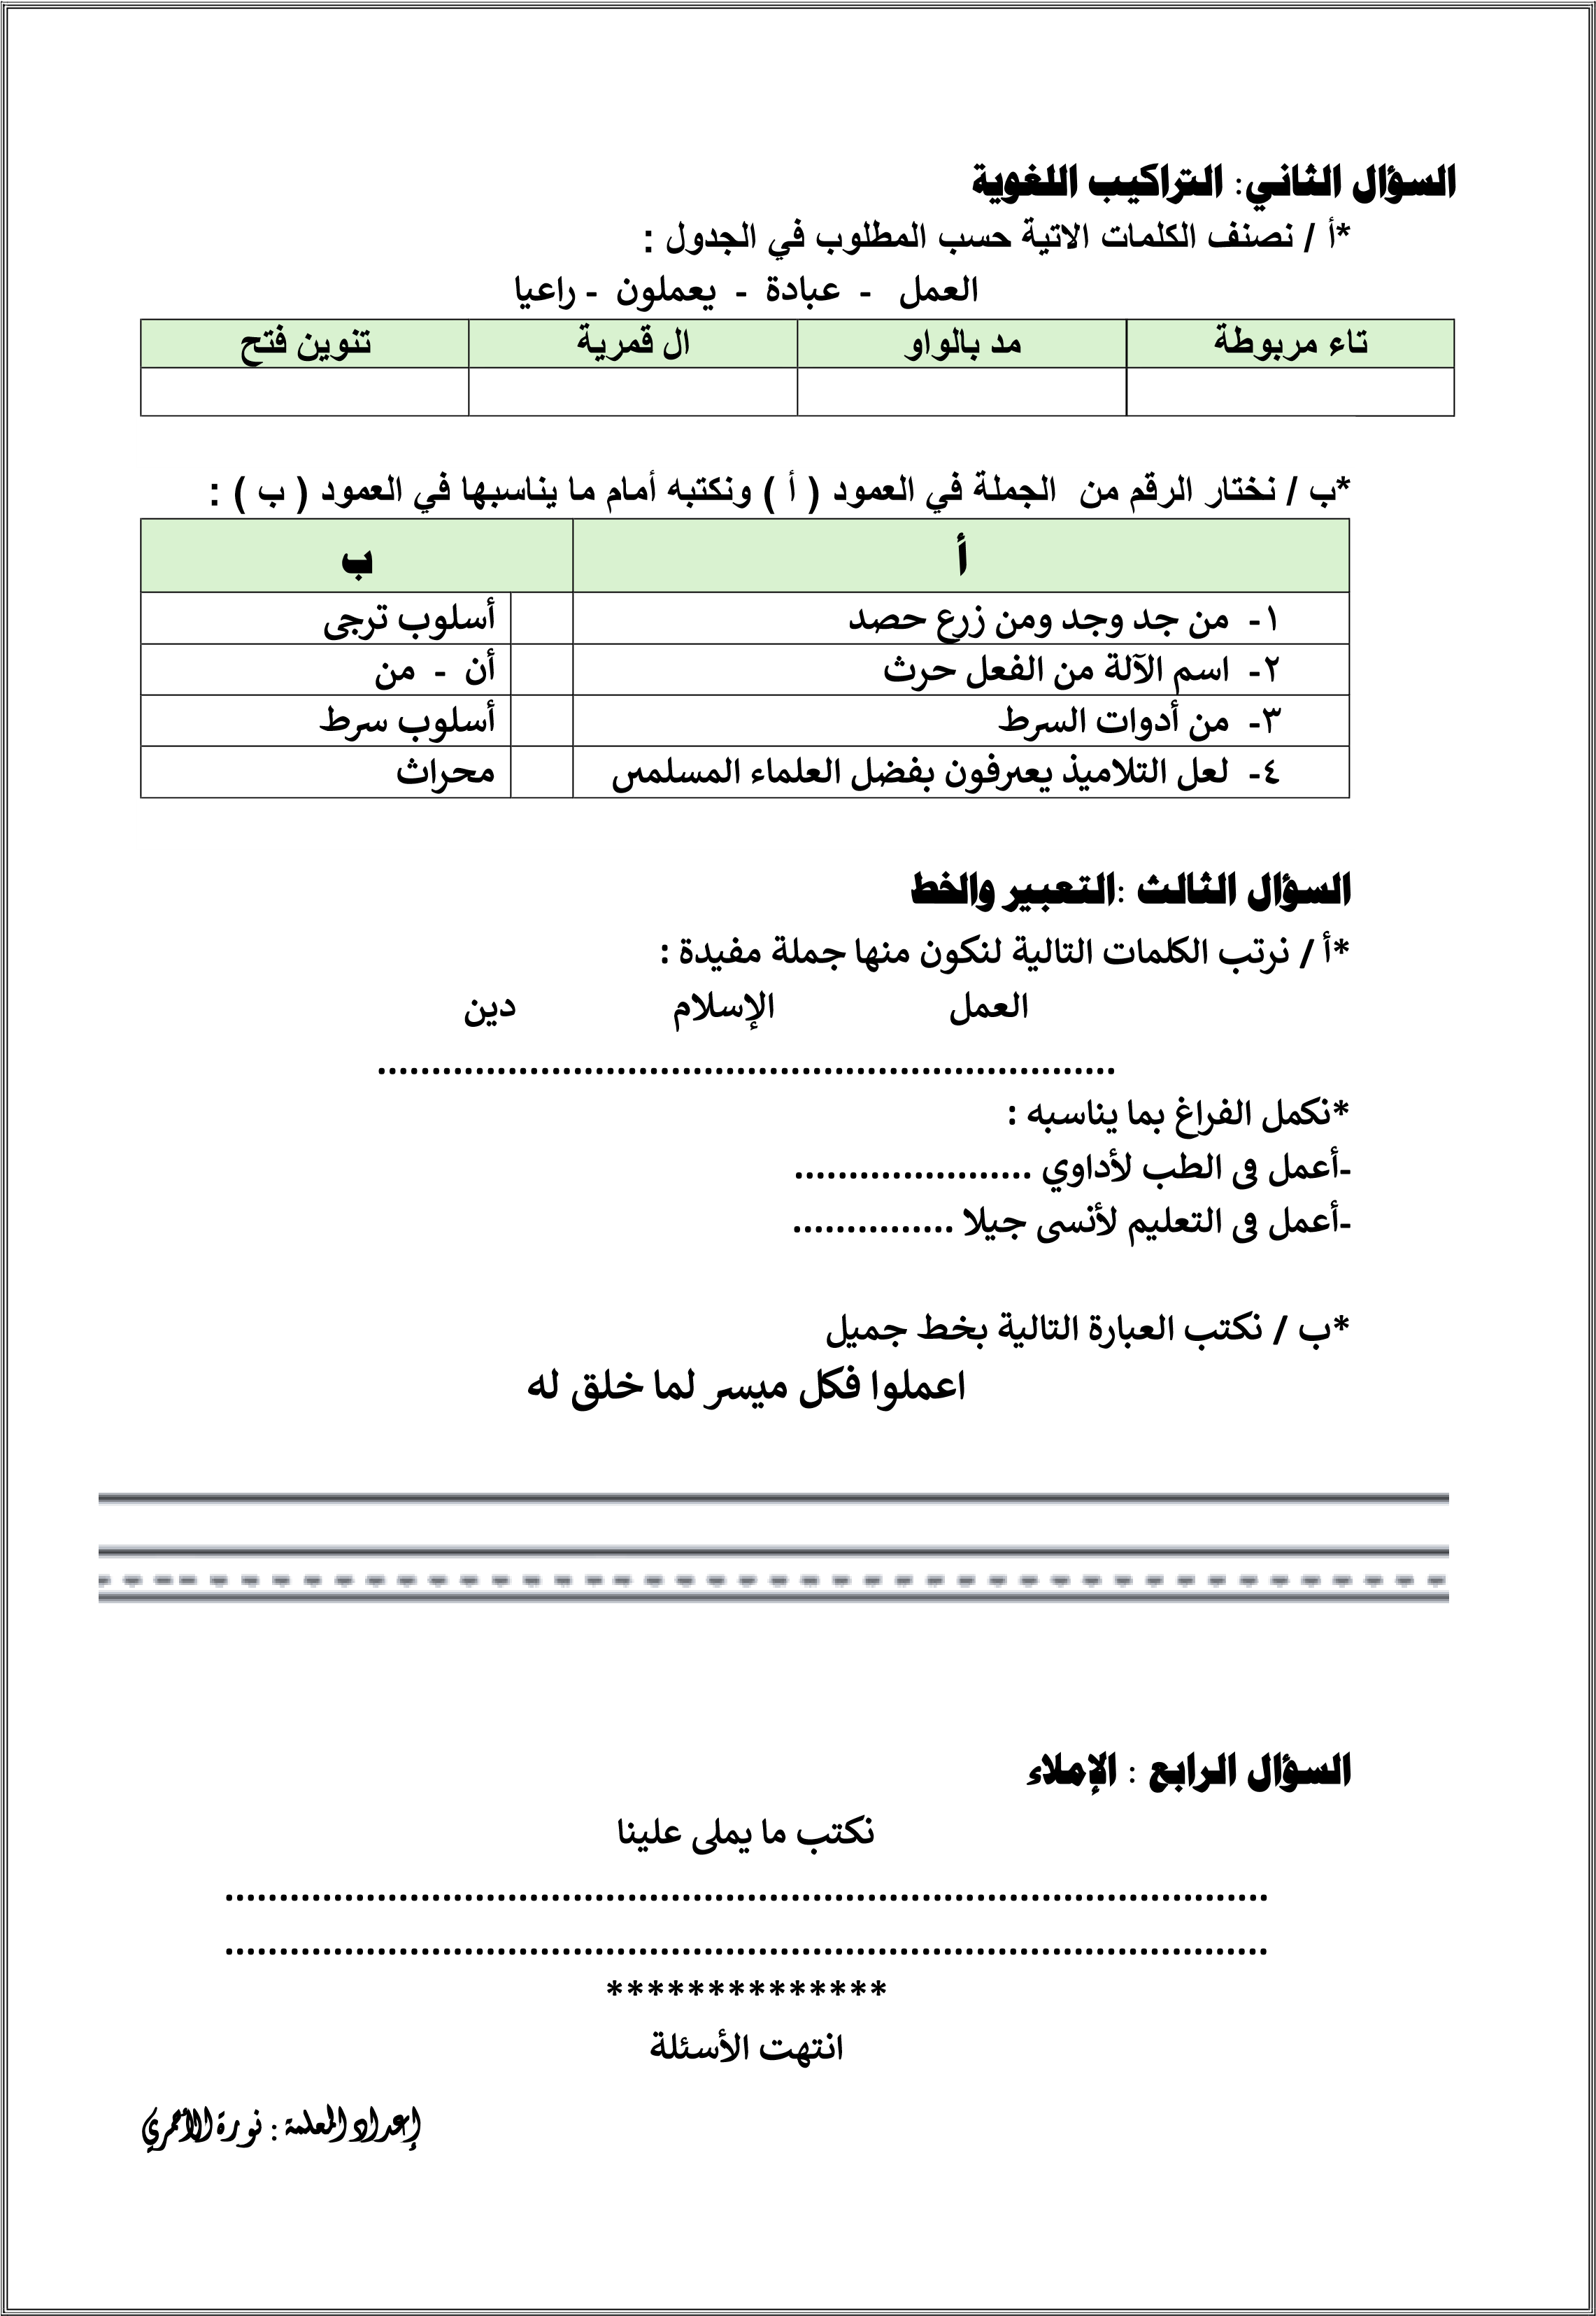 السؤال الثاني: التراكيب اللغوية
*أ / نصنف الكلمات الاتية حسب المطلوب في الجدول :
العمل - عبادة - يعملون - راعيا
تاء مربوطة مد بالواو ال قمرية تنوين فتح
*ب / نختار الرقم من الجملة في العمود ( أ ) ونكتبه أمام ما يناسبها في العمود ( ب ) :
أ ب
١- من جد وجد ومن زرع حصد أسلوب ترجى
٢- اسم الآلة من الفعل حرث أن - من
٣- من أدوات السرط أسلوب سرط
٤- لعل التلاميذ يعىرفون بفضل العلماء المسلمىں محراث
السؤال الثالث :التعبير والخط
*أ / نرتب الكلمات التالية لنكون منها جملة مفيدة :
العمل الإسلام دين
....................................................................
*نكمل الفراغ بما يناسبه :
-أعمل فى الطب لأداوي ......................
-أعمل فى التعليم لأنسى جيلا ...............
*ب / نكتب العبارة التالية بخط جميل
اعملوا فكل ميسر لما خلق له
السؤال الرابع : الإملاء
نكتب ما يملى علينا
................................................................................................
................................................................................................
**************
انتهت الأسئلة
إعداد المعلمة : نورة الأحمري